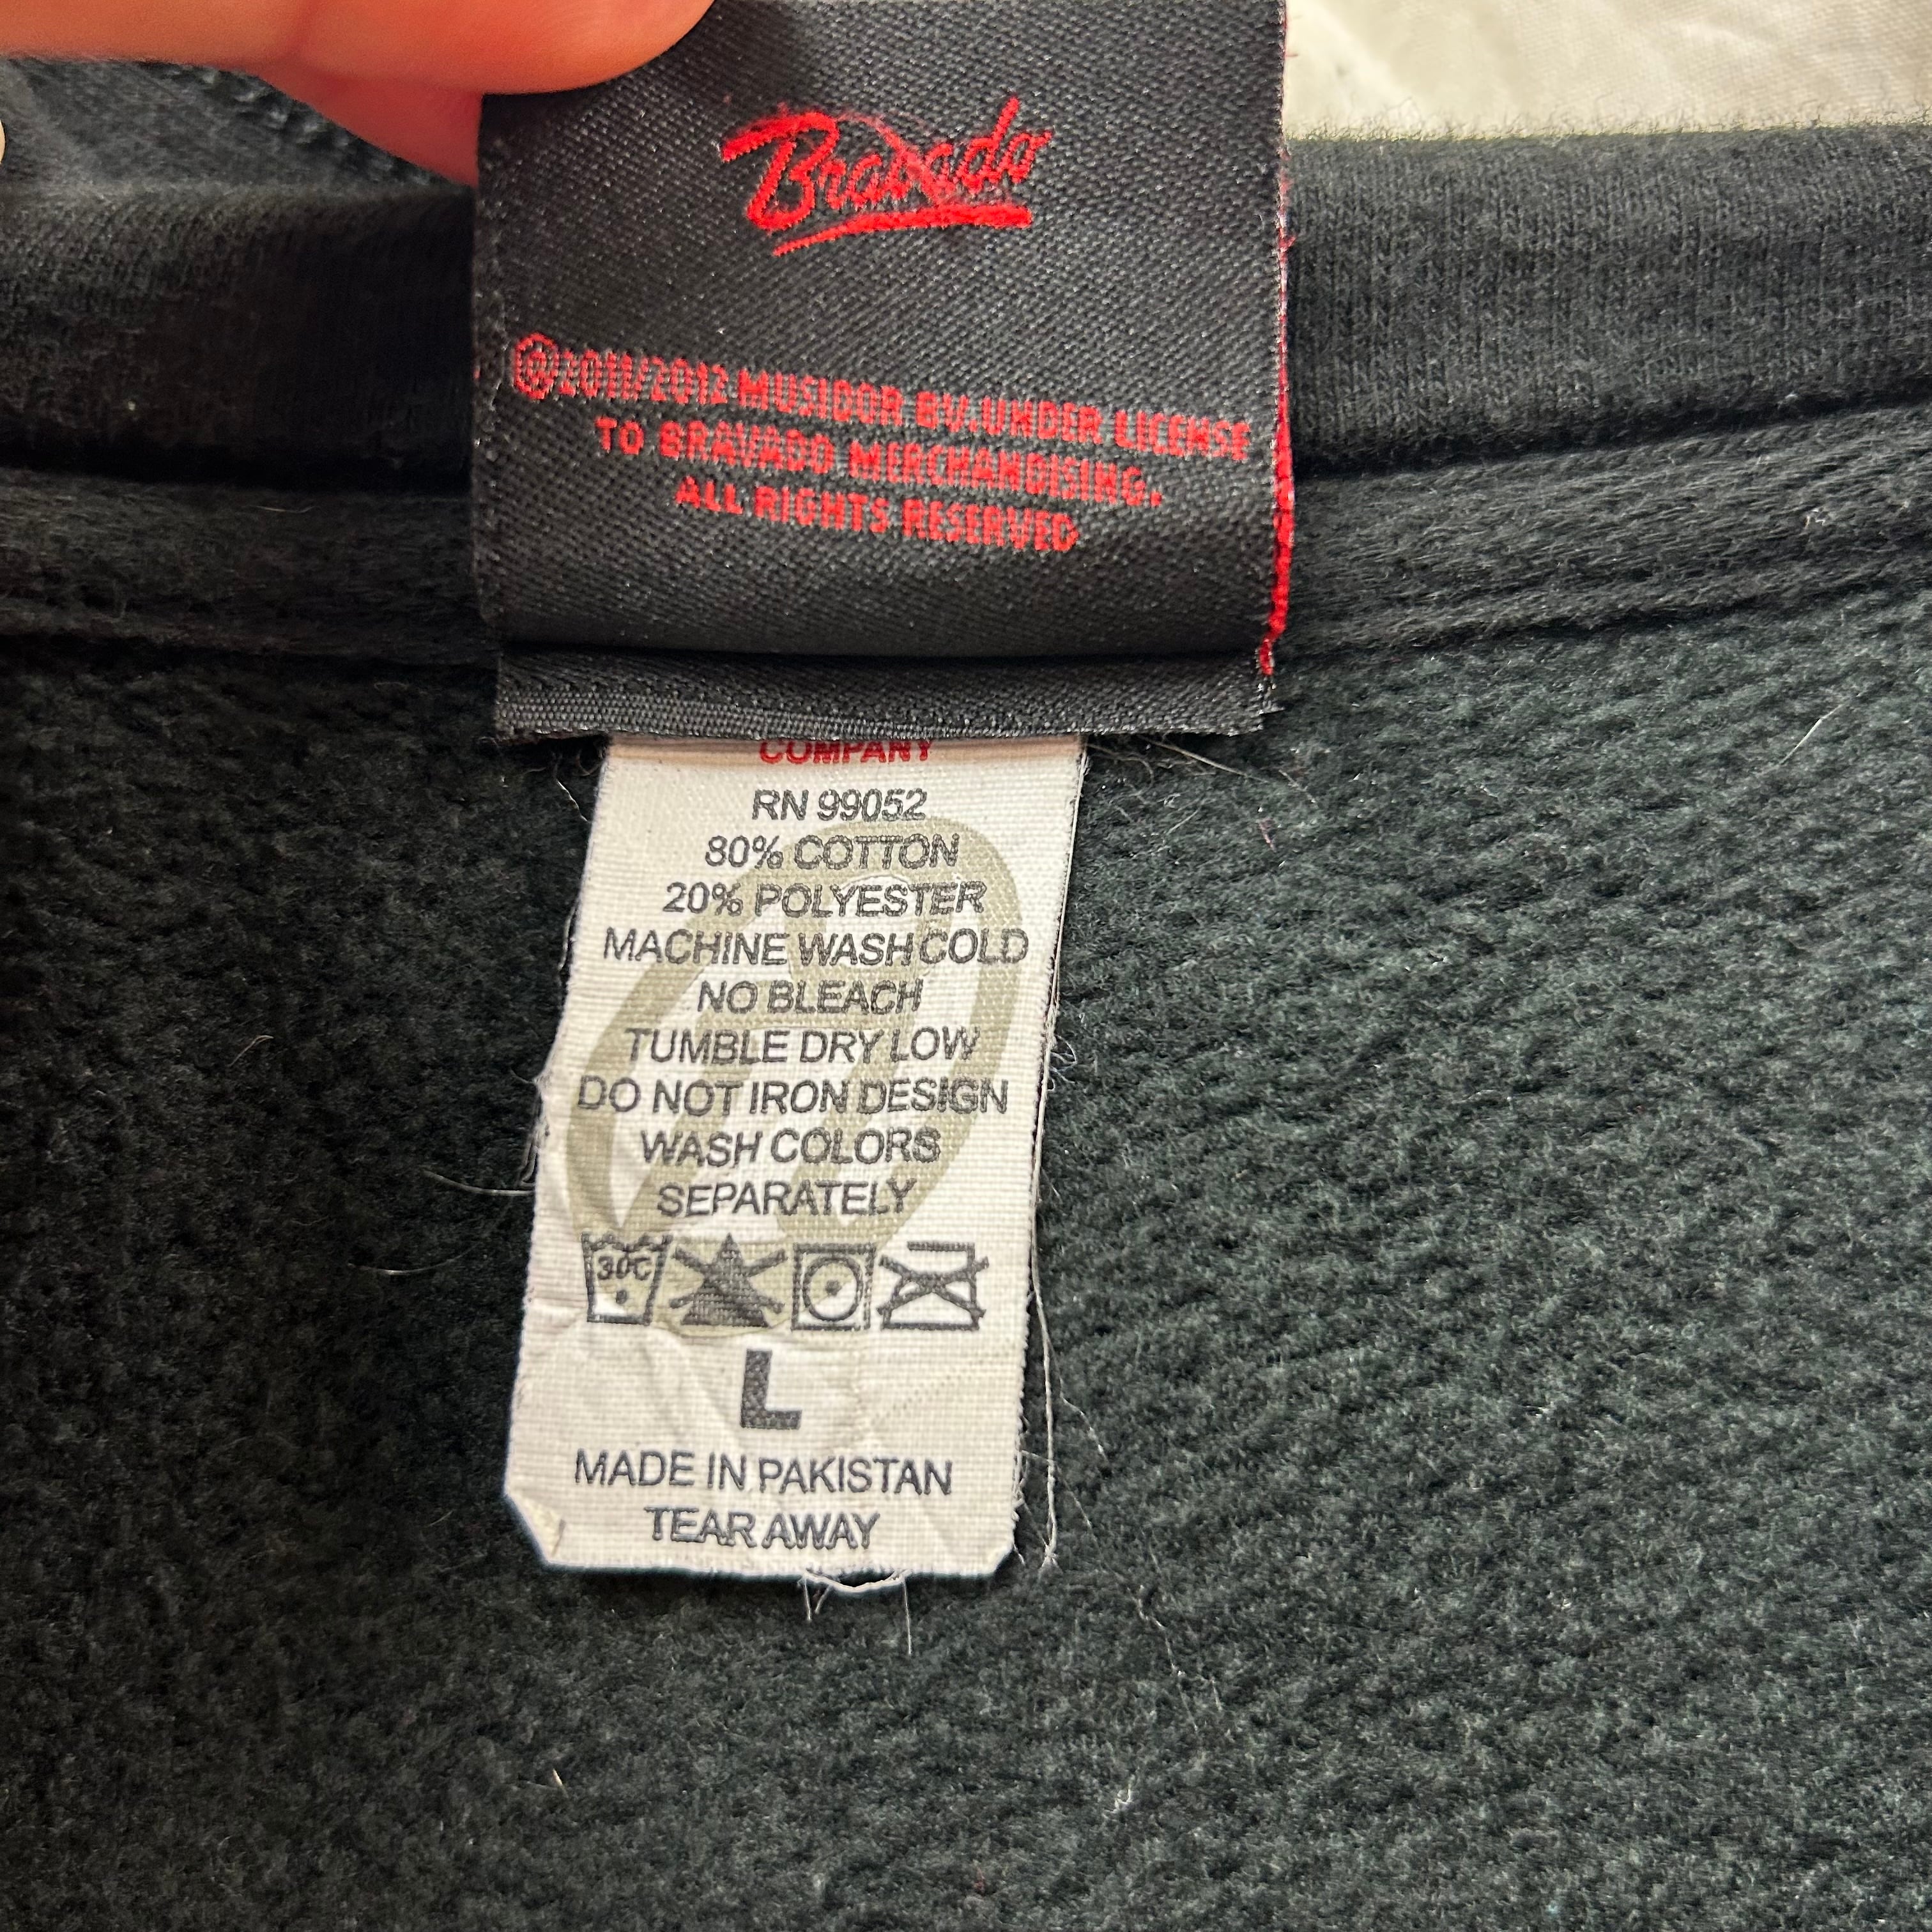 Bravado
©2011/2012 MUSIDOR BV.UNDER LICENSE
TO BRAVADO MERCHANDISING.
ALL RIGHTS RESERVED
COMPANY
RN 99052
80% COTTON
20% POLYESTER
MACHINE WASH COLD
NO BLEACH
TUMBLE DRY LOW
DO NOT IRON DESIGN
WASH COLORS
SEPARATELY
30C
L
MADE IN PAKISTAN
TEAR AWAY